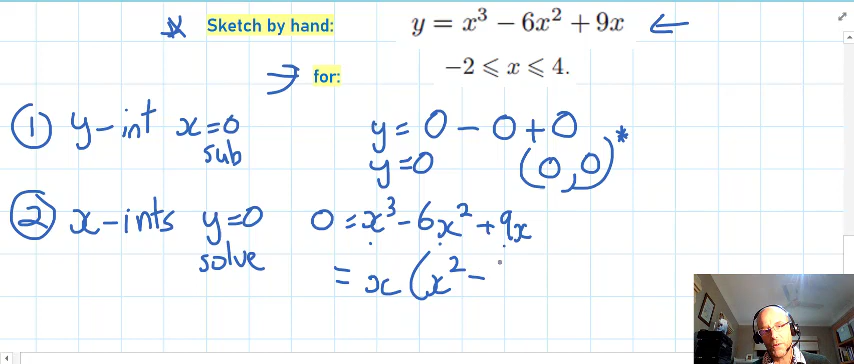 Sketch by hand: y = x³ − 6x² + 9x ←
→ for: −2 ⩽ x ⩽ 4.
① y-int x=0 y = 0 − 0 + 0
sub y=0 (0,0)*
② x-ints y=0 0 = x³ − 6x² + 9x
solve = x(x² −